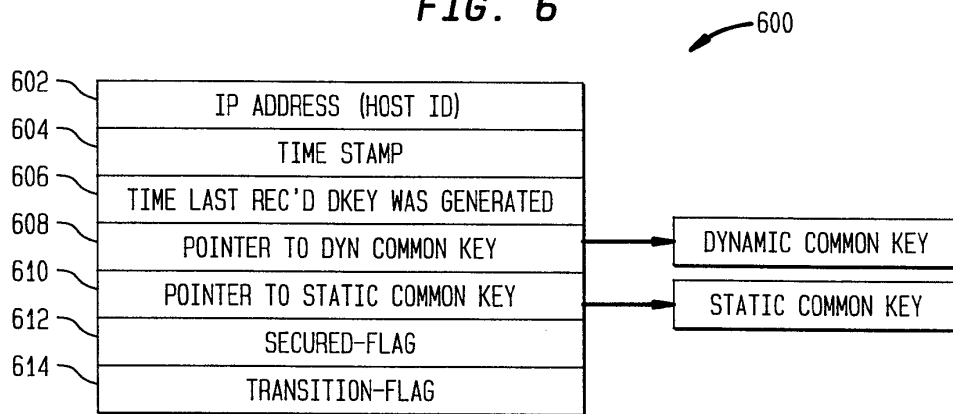 FIG. 6
600
602 IP ADDRESS (HOST ID)
604 TIME STAMP
606 TIME LAST REC'D DKEY WAS GENERATED
608 POINTER TO DYN COMMON KEY DYNAMIC COMMON KEY
610 POINTER TO STATIC COMMON KEY STATIC COMMON KEY
612 SECURED-FLAG
614 TRANSITION-FLAG